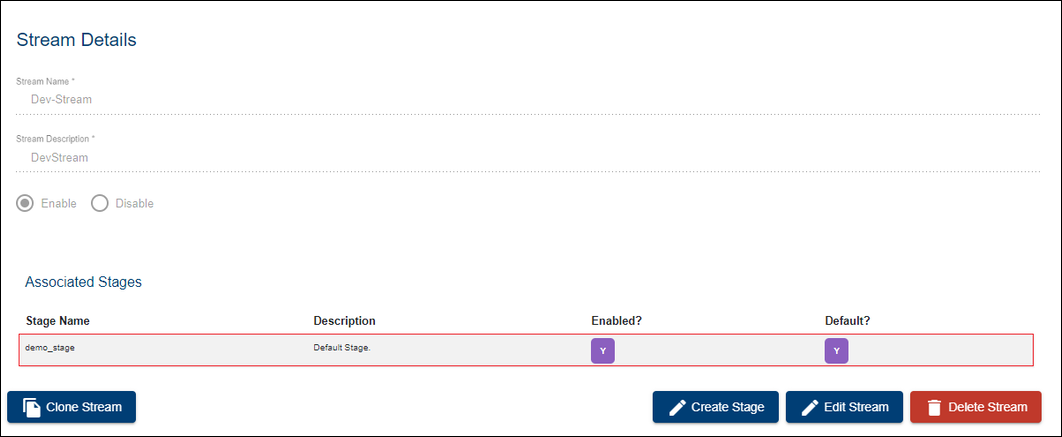 Stream Details
Stream Name *
Dev-Stream
Stream Description *
DevStream
Enable Disable
Associated Stages
Stage Name Description Enabled? Default?
demo_stage Default Stage. Y Y
Clone Stream Create Stage Edit Stream Delete Stream